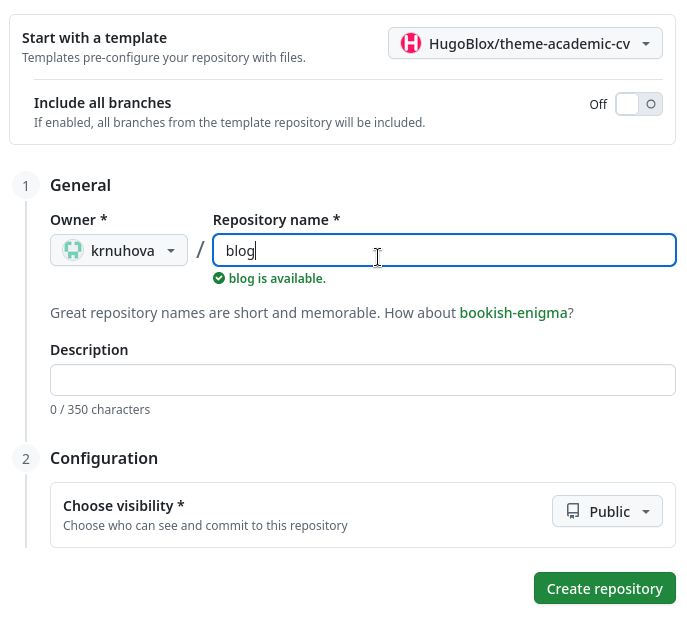 Start with a template
Templates pre-configure your repository with files.
HugoBlox/theme-academic-cv
Include all branches
If enabled, all branches from the template repository will be included.
Off
1 General
Owner * Repository name *
krnuhova / blog
blog is available.
Great repository names are short and memorable. How about bookish-enigma?
Description
0 / 350 characters
2 Configuration
Choose visibility *
Choose who can see and commit to this repository
Public
Create repository